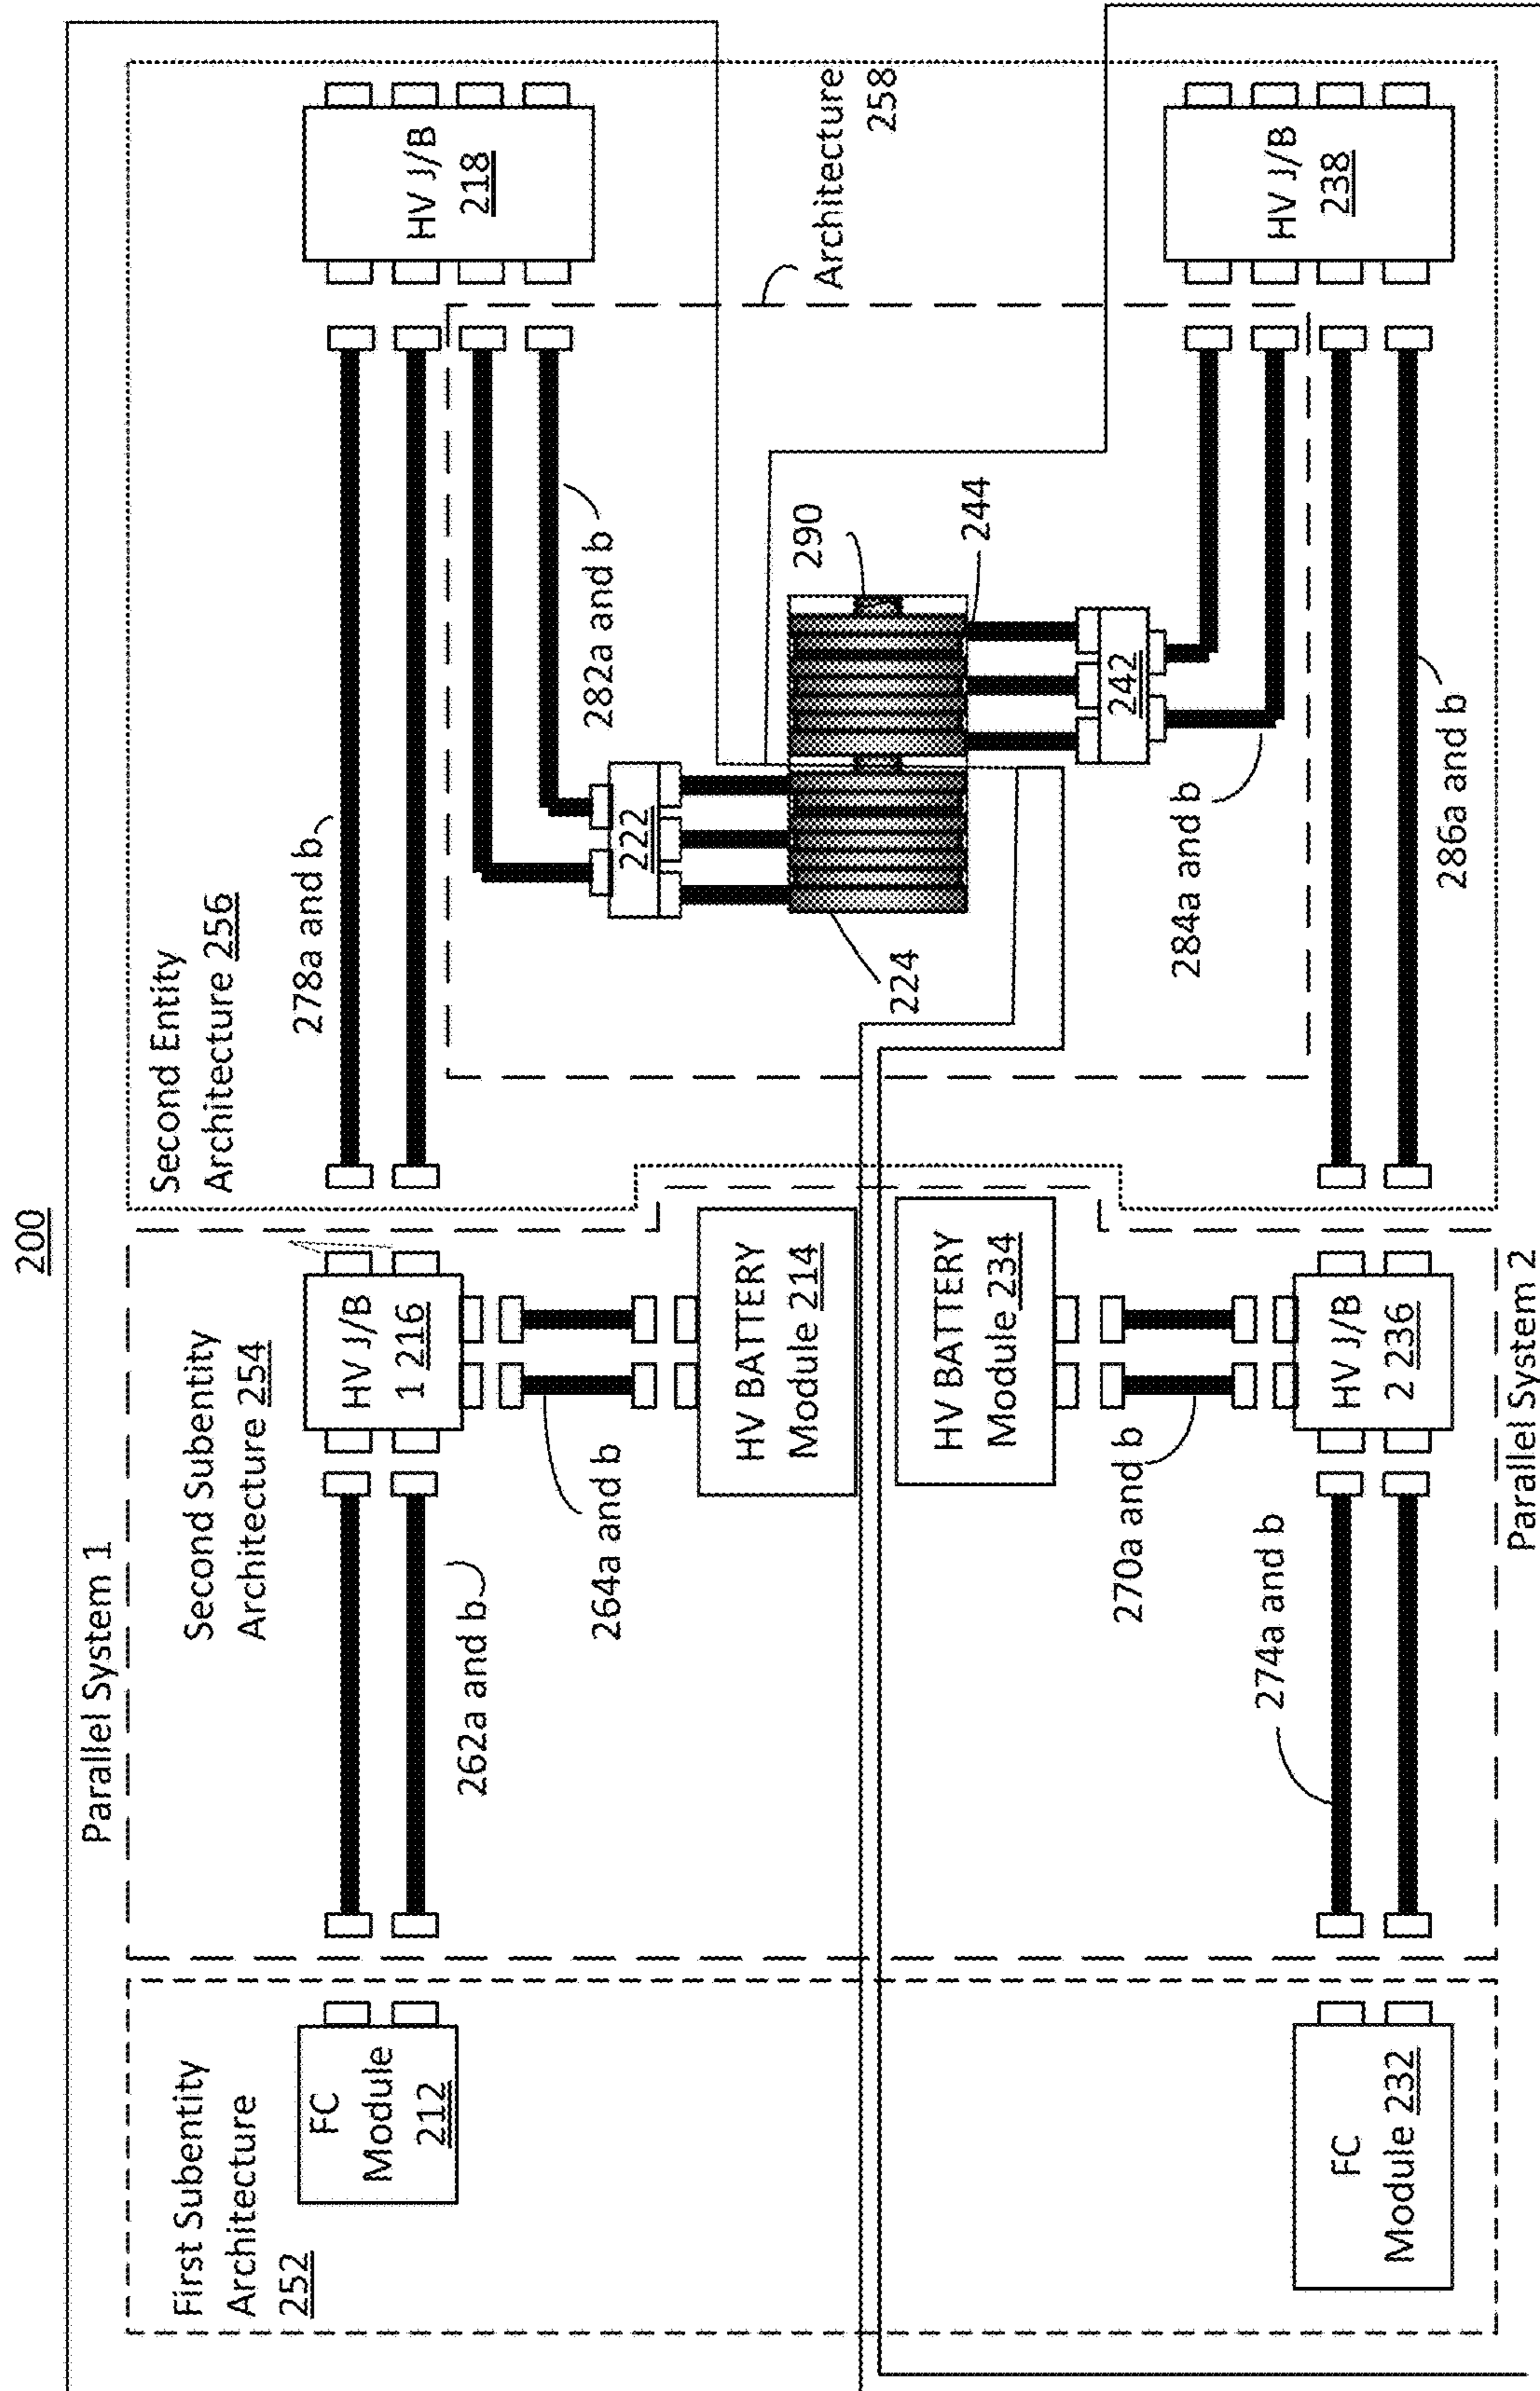 200
Parallel System 1
First Subentity
Architecture
252
FC
Module
212
Second Subentity
Architecture 254
HV J/B
1 216
262a and b
264a and b
HV BATTERY
Module 214
Second Entity
Architecture 256
278a and b
HV J/B
218
282a and b
222
224
290
244
242
Architecture
258
284a and b
286a and b
HV J/B
238
HV BATTERY
Module 234
270a and b
274a and b
HV J/B
2 236
FC
Module 232
Parallel System 2